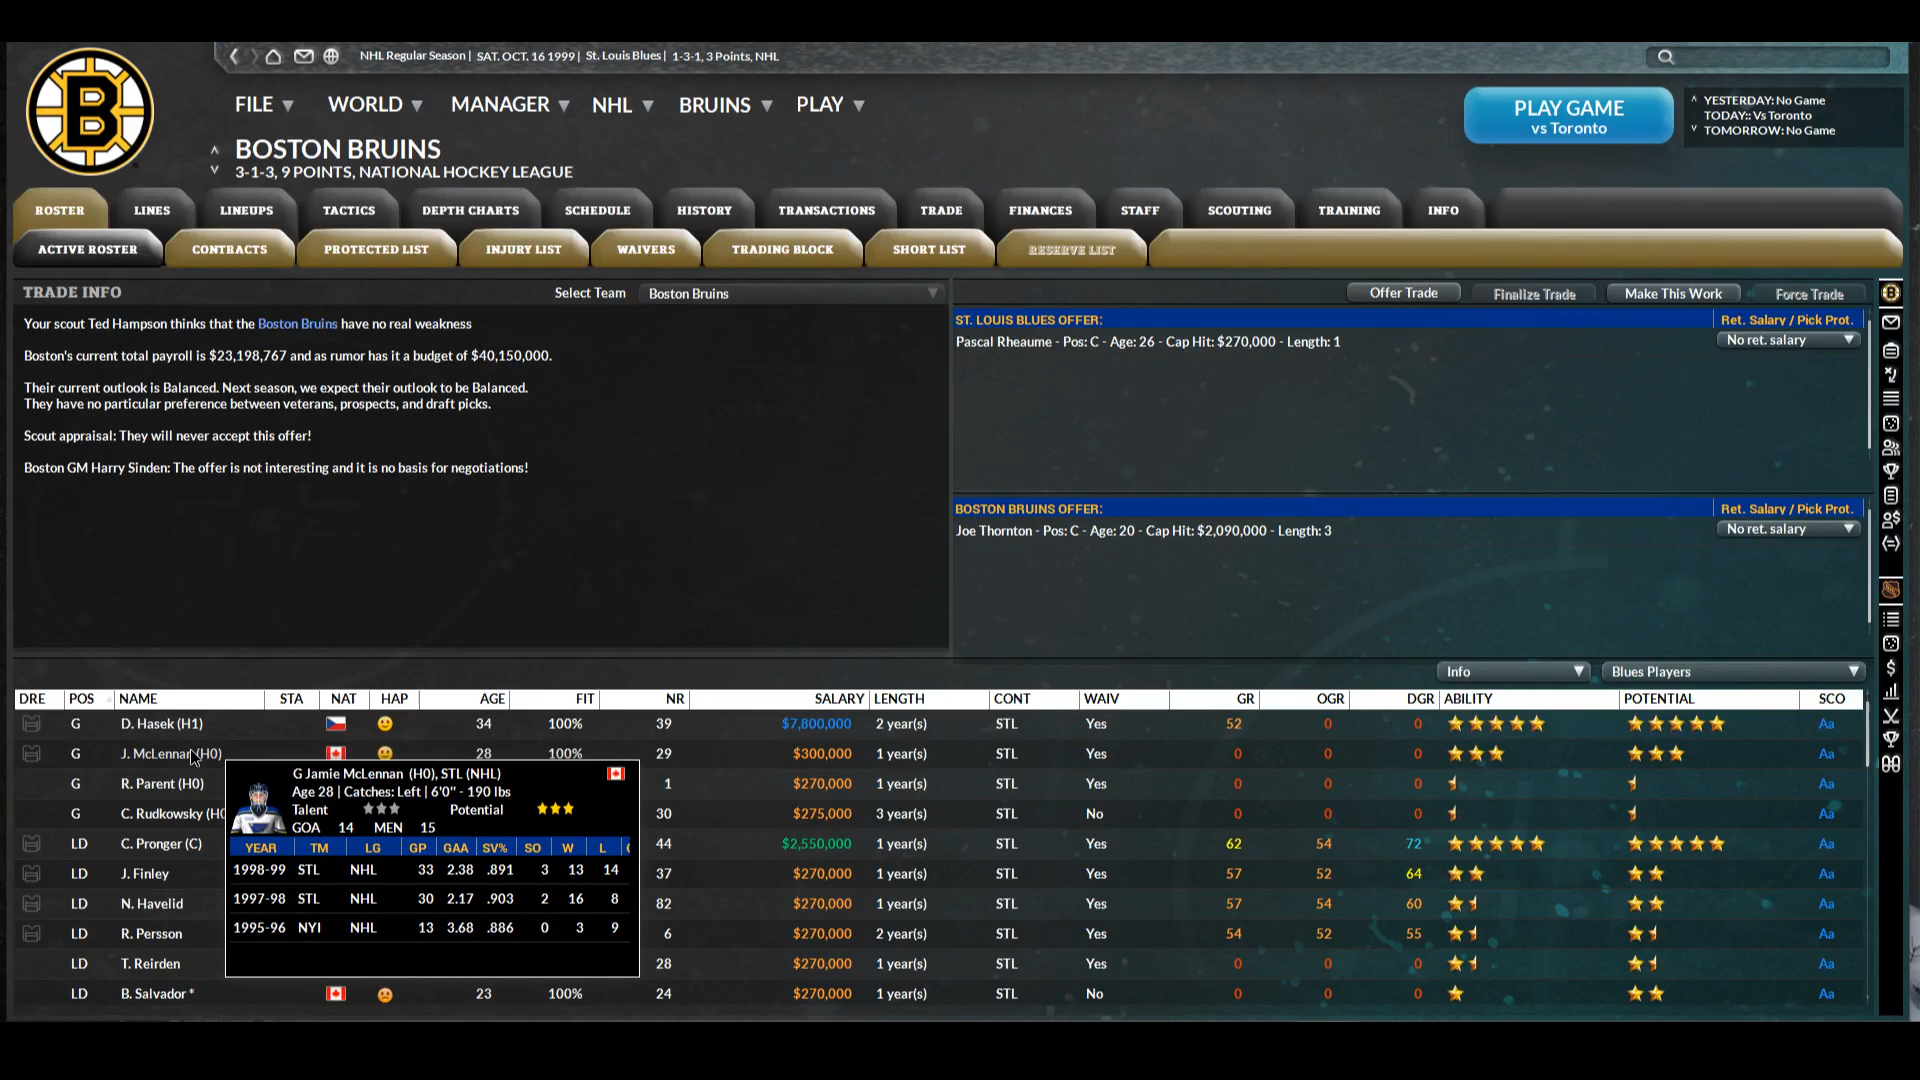 NHL Regular Season | SAT. OCT. 16 1999 | St. Louis Blues | 1-3-1, 3 Points, NHL
FILE WORLD MANAGER NHL BRUINS PLAY
PLAY GAME
vs Toronto
YESTERDAY: No Game
TODAY:: Vs Toronto
TOMORROW: No Game
B
BOSTON BRUINS
3-1-3, 9 POINTS, NATIONAL HOCKEY LEAGUE
ROSTER LINES LINEUPS TACTICS DEPTH CHARTS SCHEDULE HISTORY TRANSACTIONS TRADE FINANCES STAFF SCOUTING TRAINING INFO
ACTIVE ROSTER CONTRACTS PROTECTED LIST INJURY LIST WAIVERS TRADING BLOCK SHORT LIST RESERVE LIST
TRADE INFO Select Team Boston Bruins
Your scout Ted Hampson thinks that the Boston Bruins have no real weakness
Boston's current total payroll is $23,198,767 and as rumor has it a budget of $40,150,000.
Their current outlook is Balanced. Next season, we expect their outlook to be Balanced.
They have no particular preference between veterans, prospects, and draft picks.
Scout appraisal: They will never accept this offer!
Boston GM Harry Sinden: The offer is not interesting and it is no basis for negotiations!
Offer Trade Finalize Trade Make This Work Force Trade
ST. LOUIS BLUES OFFER: Ret. Salary / Pick Prot.
Pascal Rheaume - Pos: C - Age: 26 - Cap Hit: $270,000 - Length: 1 No ret. salary
BOSTON BRUINS OFFER: Ret. Salary / Pick Prot.
Joe Thornton - Pos: C - Age: 20 - Cap Hit: $2,090,000 - Length: 3 No ret. salary
Info Blues Players
DRE POS NAME STA NAT HAP AGE FIT NR SALARY LENGTH CONT WAIV GR OGR DGR ABILITY POTENTIAL SCO
G D. Hasek (H1) 34 100% 39 $7,800,000 2 year(s) STL Yes 52 0 0 Aa
G J. McLennan (H0) 28 100% 29 $300,000 1 year(s) STL Yes 0 0 0 Aa
G R. Parent (H0) 1 $270,000 1 year(s) STL Yes 0 0 0 Aa
G C. Rudkowsky (H0 30 $275,000 3 year(s) STL No 0 0 0 Aa
LD C. Pronger (C) 44 $2,550,000 1 year(s) STL Yes 62 54 72 Aa
LD J. Finley 37 $270,000 1 year(s) STL Yes 57 52 64 Aa
LD N. Havelid 82 $270,000 1 year(s) STL Yes 57 54 60 Aa
LD R. Persson 6 $270,000 2 year(s) STL Yes 54 52 55 Aa
LD T. Reirden 28 $270,000 1 year(s) STL Yes 0 0 0 Aa
LD B. Salvador * 23 100% 24 $270,000 1 year(s) STL No 0 0 0 Aa
G Jamie McLennan (H0), STL (NHL)
Age 28 | Catches: Left | 6'0" - 190 lbs
Talent Potential
GOA 14 MEN 15
YEAR TM LG GP GAA SV% SO W L
1998-99 STL NHL 33 2.38 .891 3 13 14
1997-98 STL NHL 30 2.17 .903 2 16 8
1995-96 NYI NHL 13 3.68 .886 0 3 9